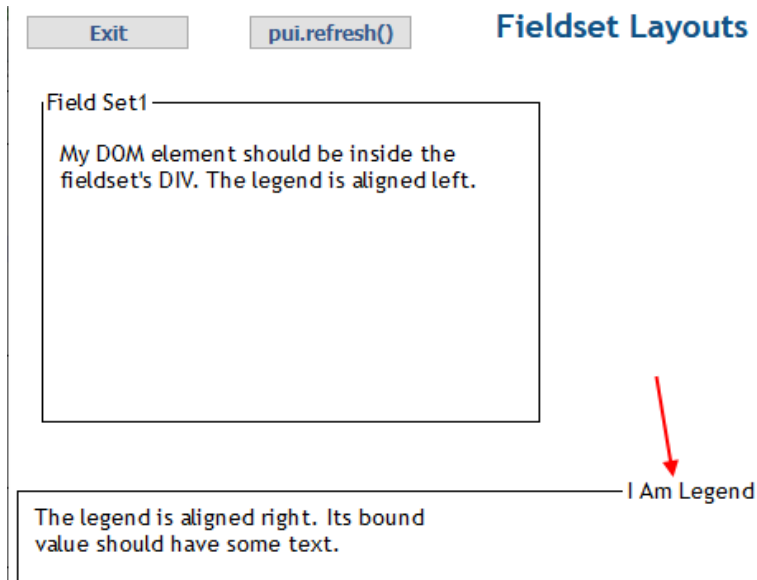 Exit
pui.refresh()
Fieldset Layouts
Field Set1
My DOM element should be inside the
fieldset's DIV. The legend is aligned left.
I Am Legend
The legend is aligned right. Its bound
value should have some text.